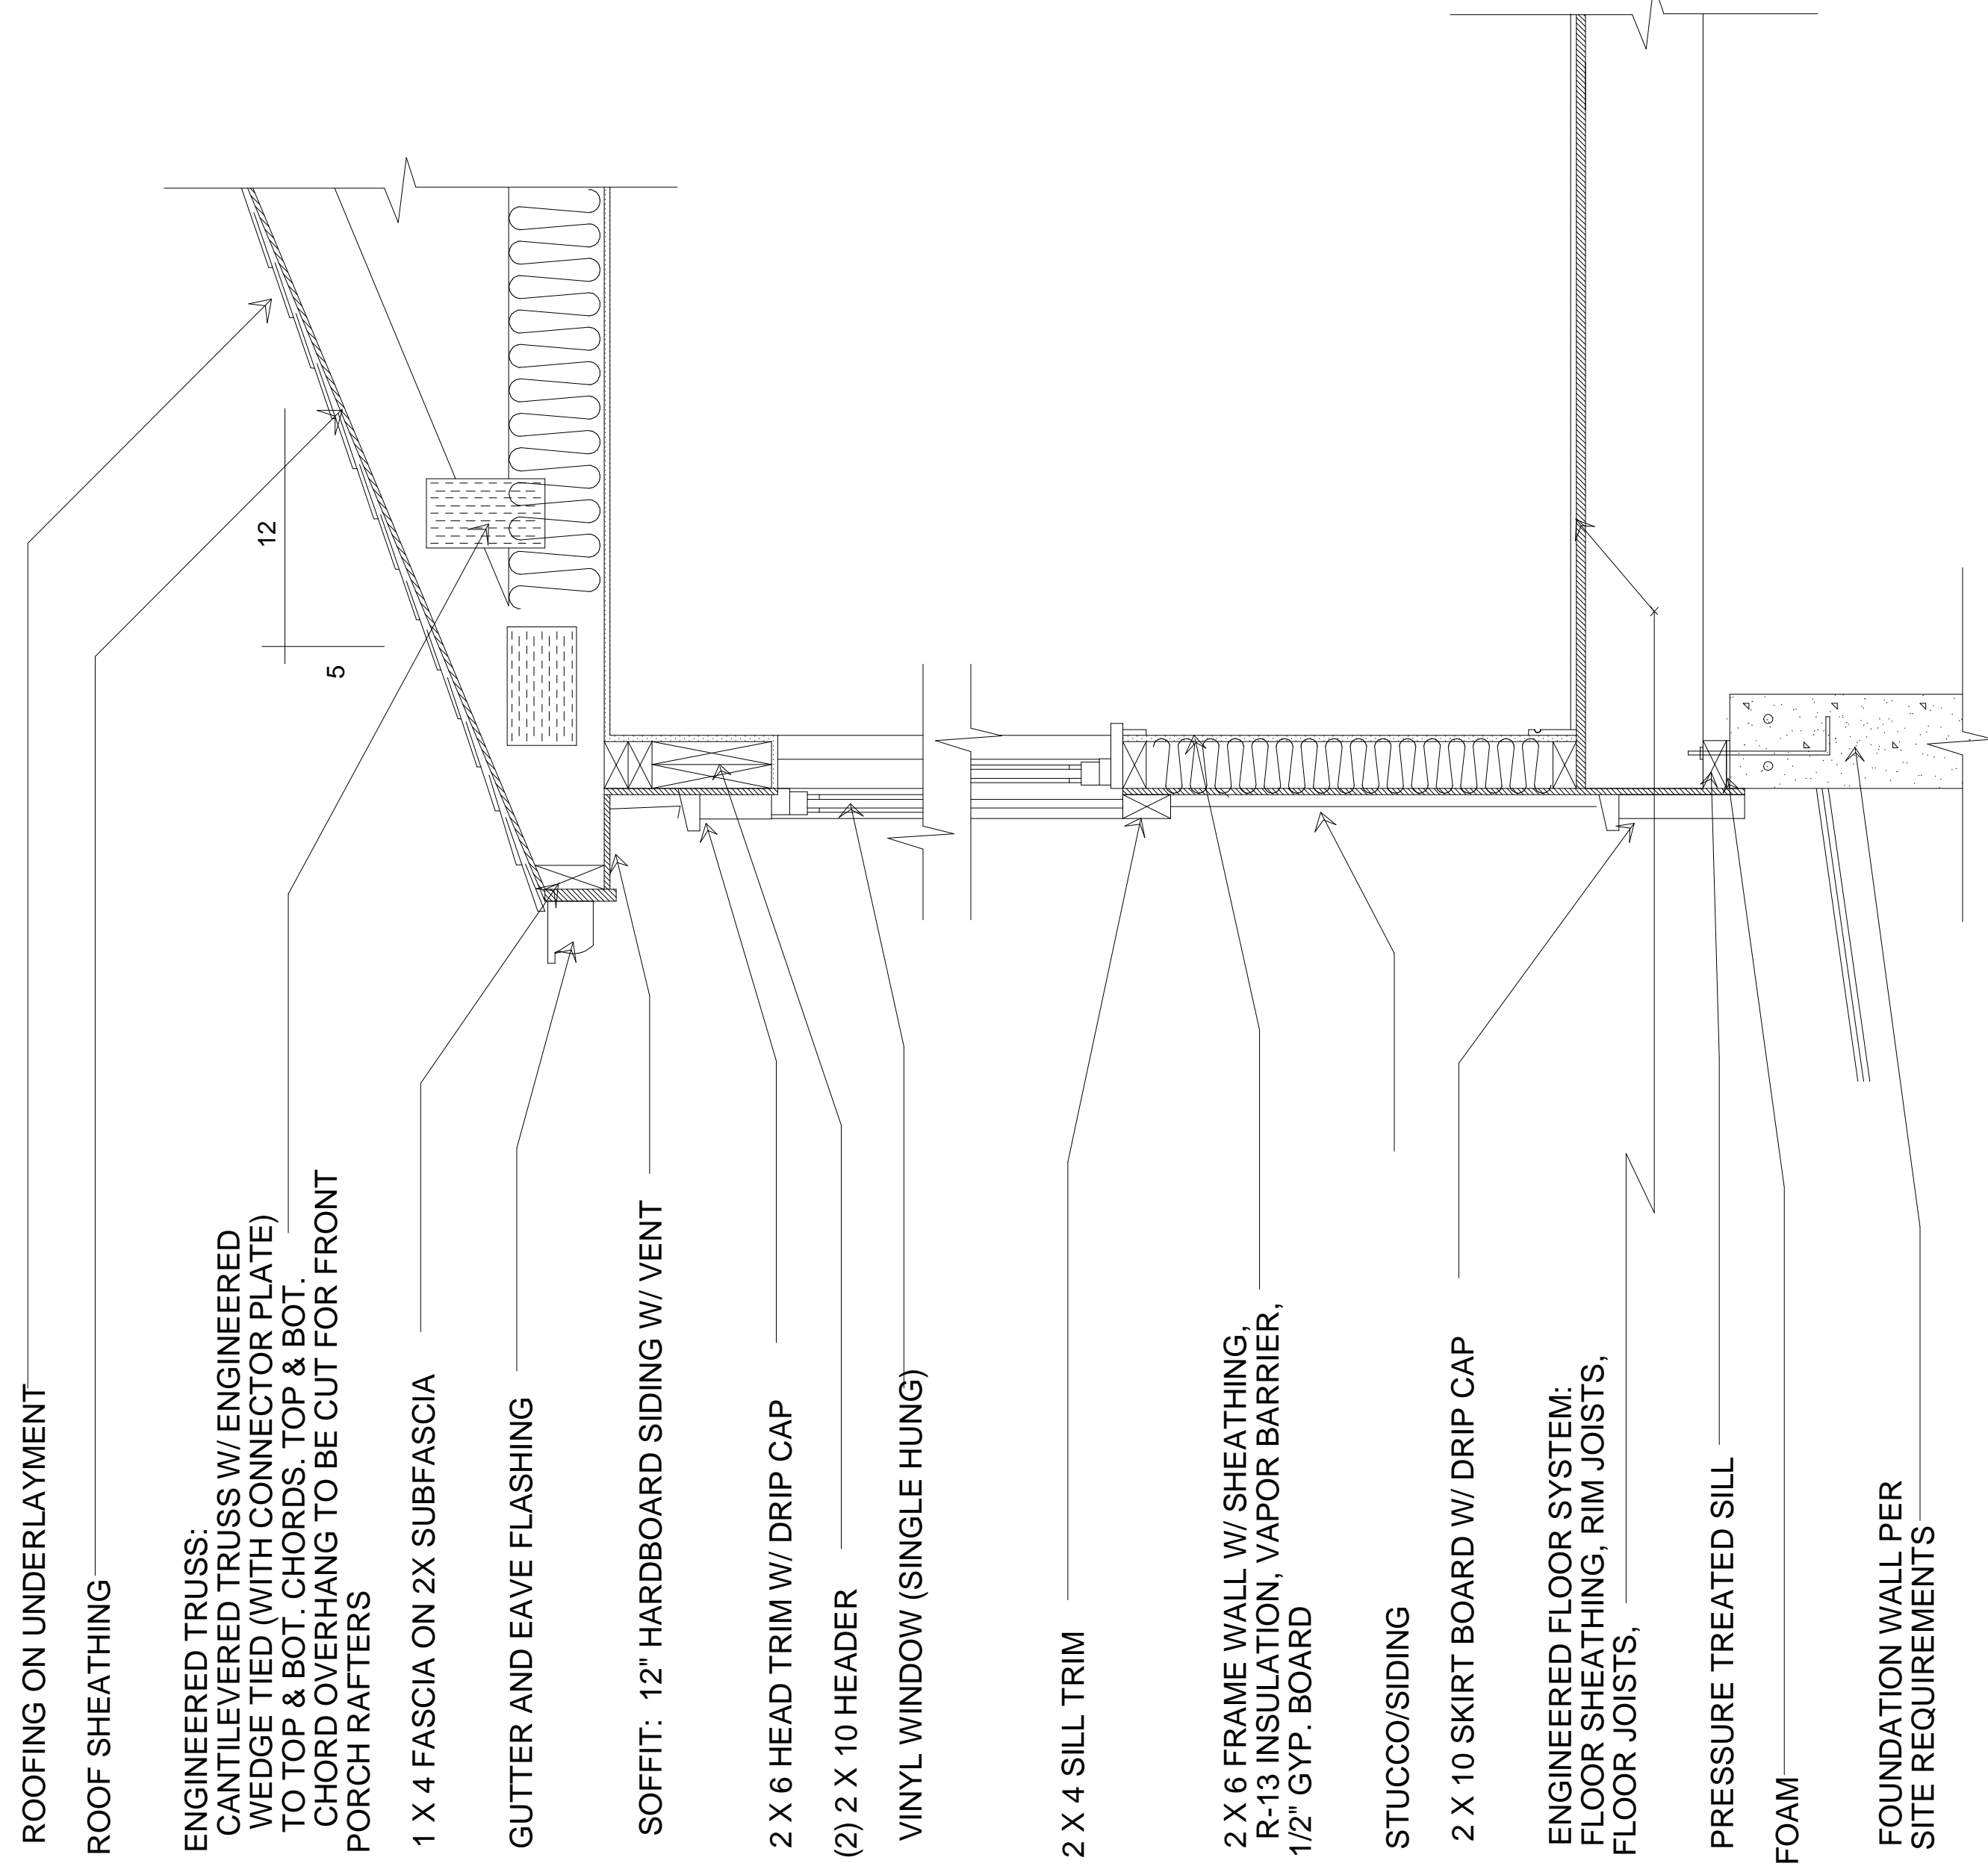 ROOFING ON UNDERLAYMENT
ROOF SHEATHING
12
5
ENGINEERED TRUSS:
CANTILEVERED TRUSS W/ ENGINEERED
WEDGE TIED (WITH CONNECTOR PLATE)
TO TOP & BOT. CHORDS. TOP & BOT.
CHORD OVERHANG TO BE CUT FOR FRONT
PORCH RAFTERS
1 X 4 FASCIA ON 2X SUBFASCIA
GUTTER AND EAVE FLASHING
SOFFIT: 12" HARDBOARD SIDING W/ VENT
2 X 6 HEAD TRIM W/ DRIP CAP
(2) 2 X 10 HEADER
VINYL WINDOW (SINGLE HUNG)
2 X 4 SILL TRIM
2 X 6 FRAME WALL W/ SHEATHING,
R-13 INSULATION, VAPOR BARRIER,
1/2" GYP. BOARD
STUCCO/SIDING
2 X 10 SKIRT BOARD W/ DRIP CAP
ENGINEERED FLOOR SYSTEM:
FLOOR SHEATHING, RIM JOISTS,
FLOOR JOISTS,
PRESSURE TREATED SILL
FOAM
FOUNDATION WALL PER
SITE REQUIREMENTS